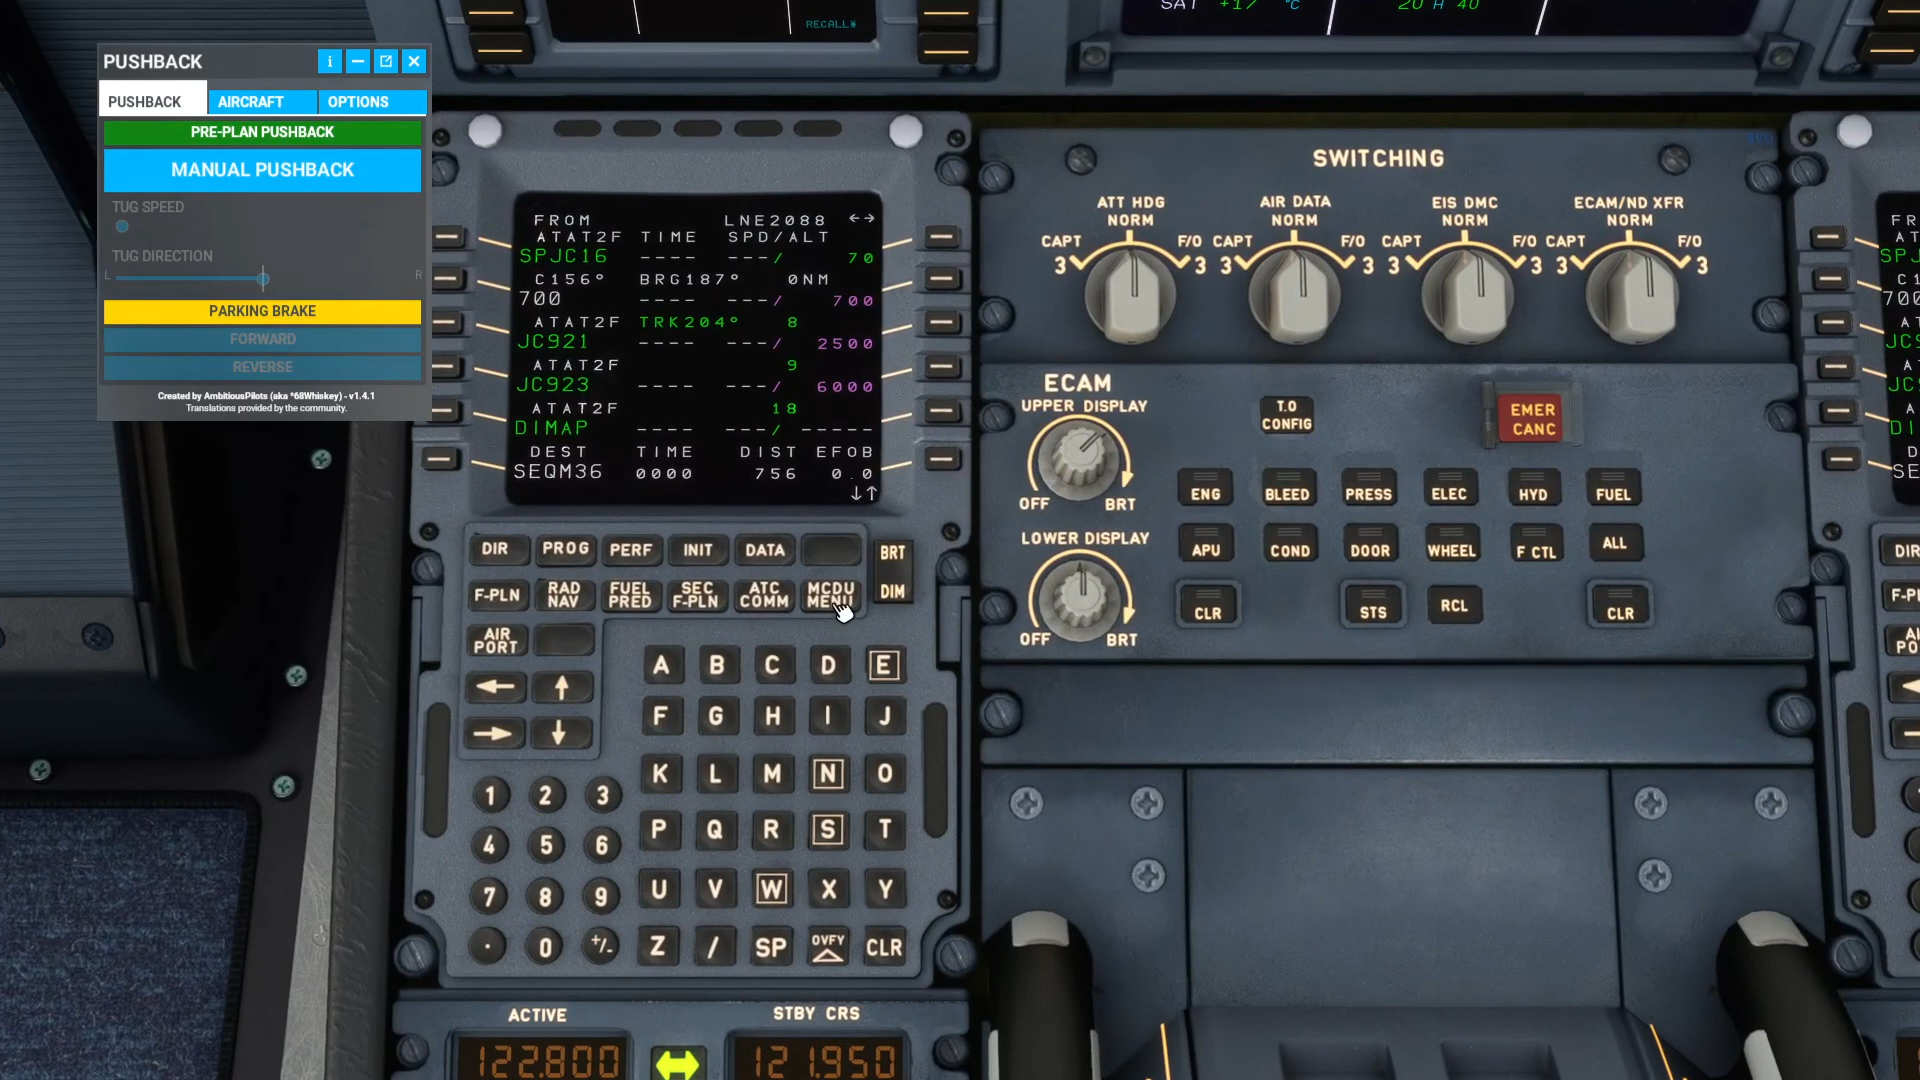 RECALL*
SAT +17 °C
20 H 40
PUSHBACK
i
PUSHBACK AIRCRAFT OPTIONS
PRE-PLAN PUSHBACK
MANUAL PUSHBACK
TUG SPEED
TUG DIRECTION
L R
PARKING BRAKE
FORWARD
REVERSE
Created by AmbitiousPilots (aka *68Whiskey) - v1.4.1
Translations provided by the community.
FROM LNE2088 ←→
ATAT2F TIME SPD/ALT
SPJC16 ---- ---/ 70
C156° BRG187° 0NM
700 ---- ---/ 700
ATAT2F TRK204° 8
JC921 ---- ---/ 2500
ATAT2F 9
JC923 ---- ---/ 6000
ATAT2F 18
DIMAP ---- ---/ -----
DEST TIME DIST EFOB
SEQM36 0000 756 0.0
↓↑
DIR PROG PERF INIT DATA
BRT
DIM
F-PLN RAD NAV FUEL PRED SEC F-PLN ATC COMM MCDU MENU
AIR PORT
← ↑
→ ↓
A B C D E
F G H I J
K L M N O
P Q R S T
U V W X Y
Z / SP OVFY CLR
1 2 3
4 5 6
7 8 9
. 0 +/-
ACTIVE STBY CRS
122.800 121.950
SWITCHING
ATT HDG AIR DATA EIS DMC ECAM/ND XFR
NORM NORM NORM NORM
CAPT F/O CAPT F/O CAPT F/O CAPT F/O
3 3 3 3 3 3 3 3
ECAM
UPPER DISPLAY
OFF BRT
LOWER DISPLAY
OFF BRT
T.O
CONFIG
EMER
CANC
ENG BLEED PRESS ELEC HYD FUEL
APU COND DOOR WHEEL F CTL ALL
CLR STS RCL CLR